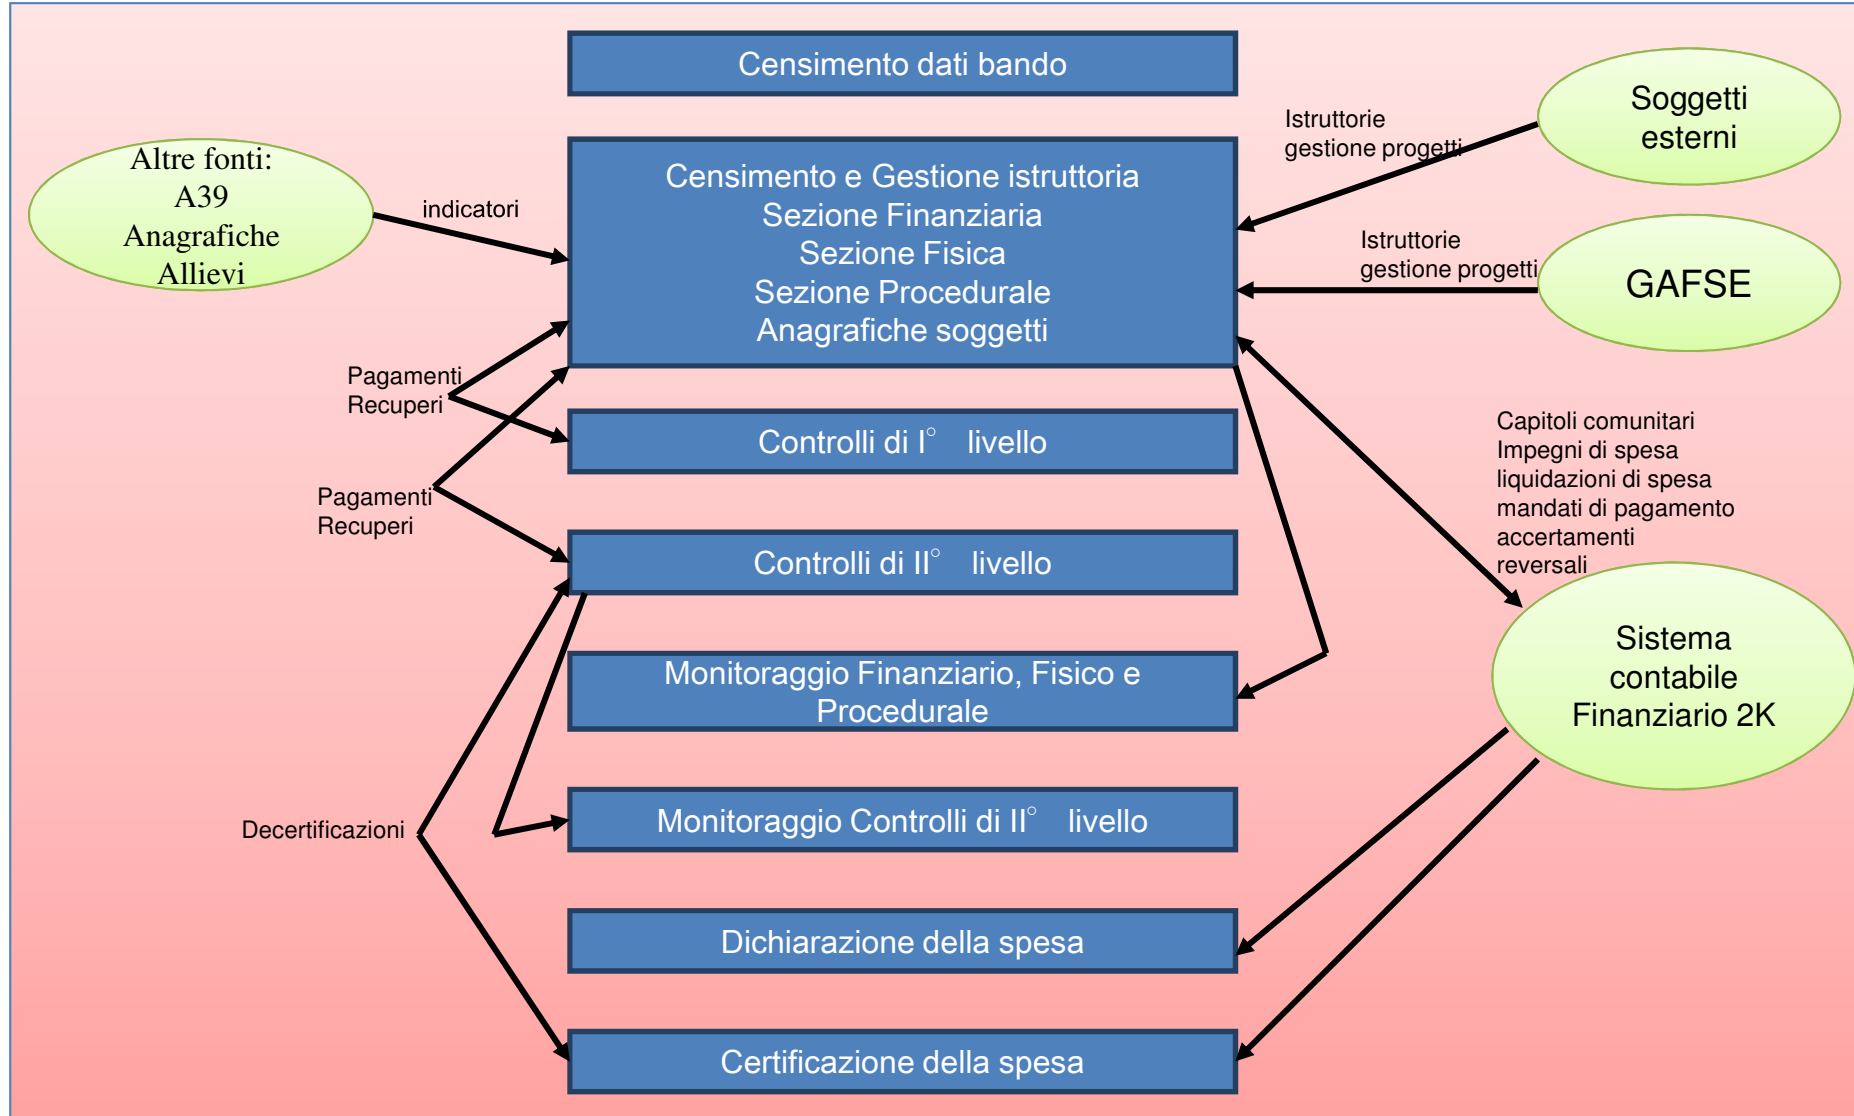 Censimento dati bando
Soggetti
esterni
Istruttorie
gestione progetti
Altre fonti:
A39
Anagrafiche
Allievi
indicatori
Censimento e Gestione istruttoria
Sezione Finanziaria
Sezione Fisica
Sezione Procedurale
Anagrafiche soggetti
Istruttorie
gestione progetti
GAFSE
Pagamenti
Recuperi
Controlli di I° livello
Capitoli comunitari
Impegni di spesa
liquidazioni di spesa
mandati di pagamento
accertamenti
reversali
Pagamenti
Recuperi
Controlli di II° livello
Sistema
contabile
Finanziario 2K
Monitoraggio Finanziario, Fisico e
Procedurale
Decertificazioni
Monitoraggio Controlli di II° livello
Dichiarazione della spesa
Certificazione della spesa